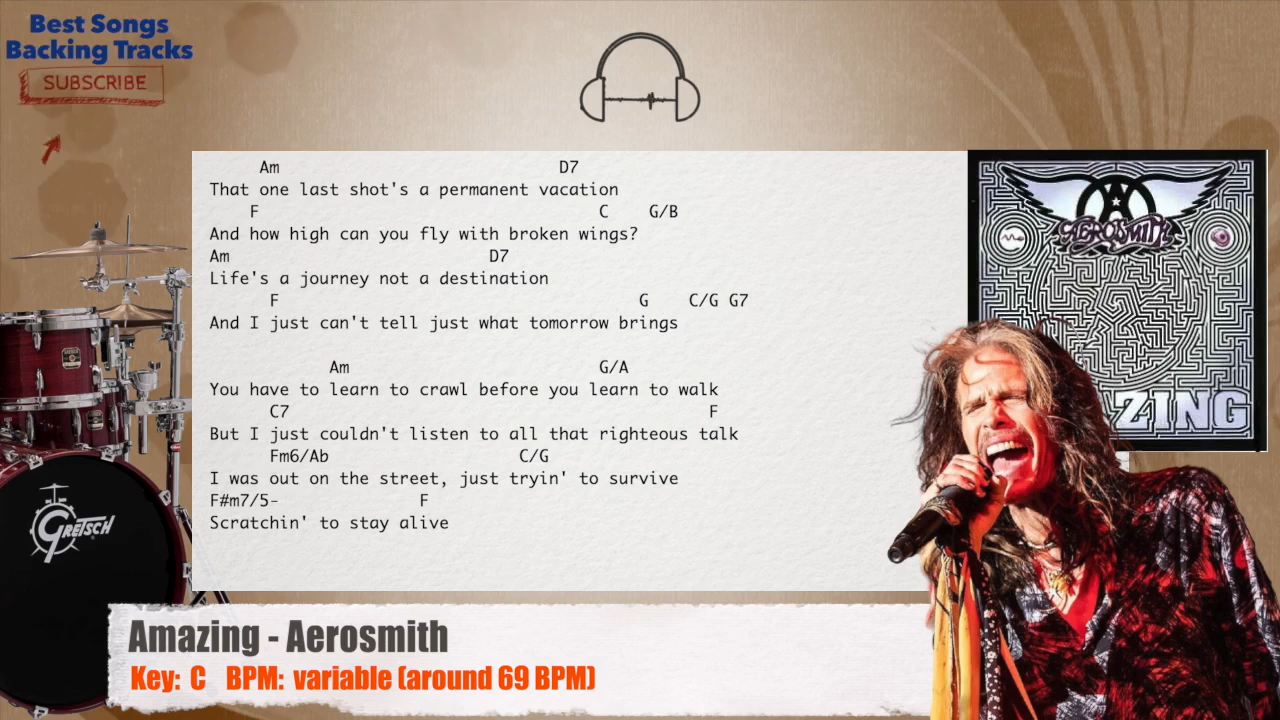 Best Songs
Backing Tracks
SUBSCRIBE
Am D7
That one last shot's a permanent vacation
F C G/B
And how high can you fly with broken wings?
Am D7
Life's a journey not a destination
F G C/G G7
And I just can't tell just what tomorrow brings
Am G/A
You have to learn to crawl before you learn to walk
C7 F
But I just couldn't listen to all that righteous talk
Fm6/Ab C/G
I was out on the street, just tryin' to survive
F#m7/5- F
Scratchin' to stay alive
AEROSMITH
ZING
GRETSCH
Amazing - Aerosmith
Key: C BPM: variable (around 69 BPM)